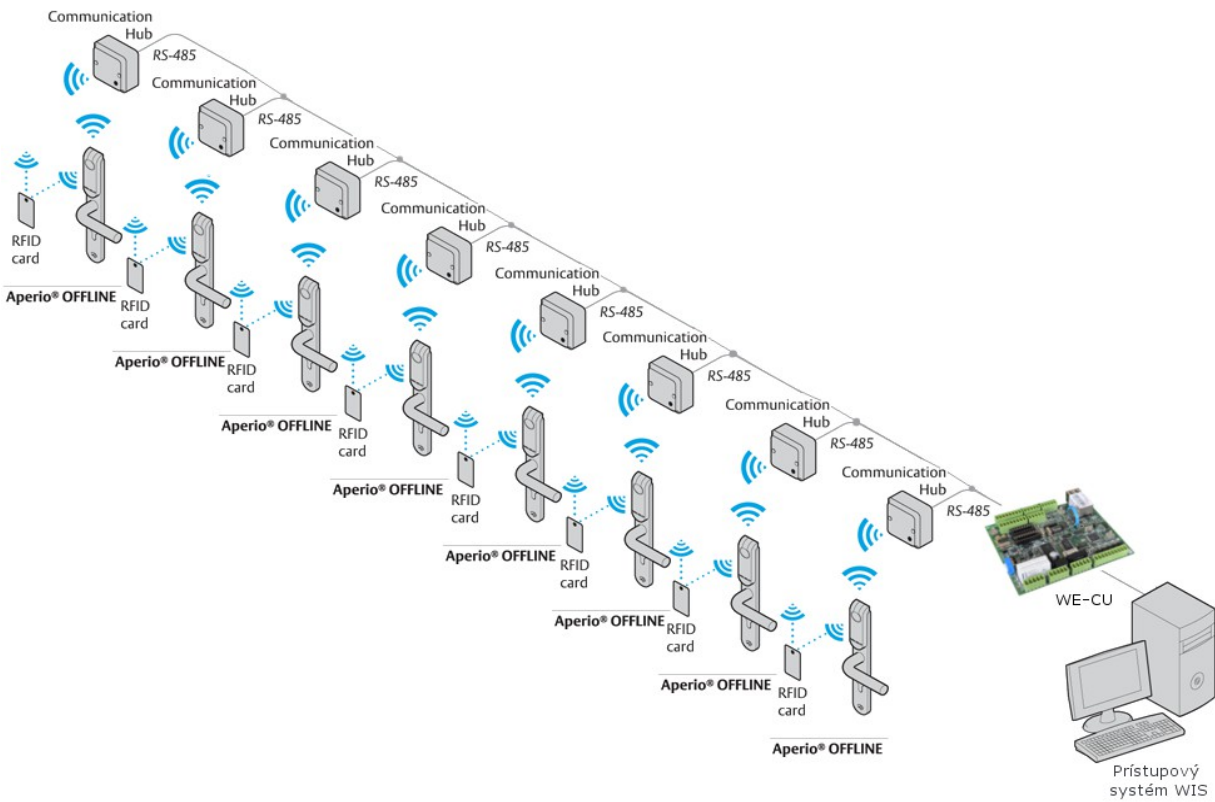 Communication
Hub
RS-485
Communication
Hub
RS-485
Communication
Hub
RS-485
Communication
Hub
RS-485
Communication
Hub
RS-485
Communication
Hub
RS-485
Communication
Hub
RS-485
Communication
Hub
RS-485
RFID
card
Aperio® OFFLINE
RFID
card
Aperio® OFFLINE
RFID
card
Aperio® OFFLINE
RFID
card
Aperio® OFFLINE
RFID
card
Aperio® OFFLINE
RFID
card
Aperio® OFFLINE
RFID
card
Aperio® OFFLINE
RFID
card
Aperio® OFFLINE
WE-CU
Prístupový
systém WIS